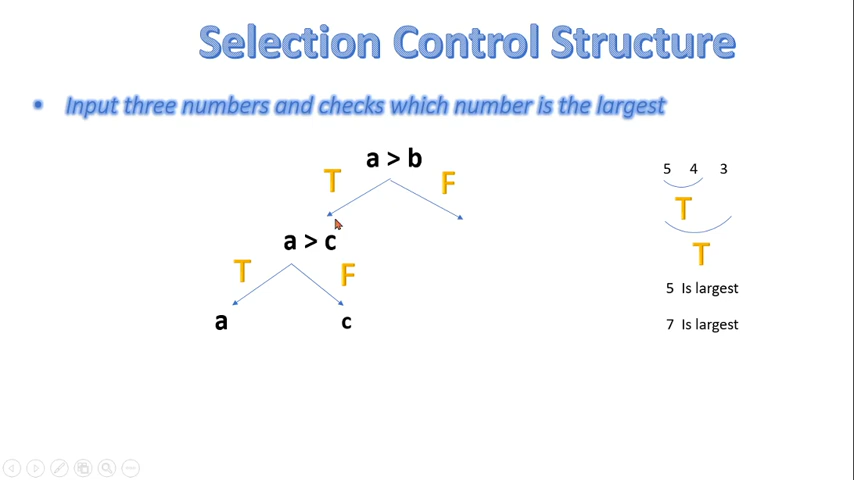 Selection Control Structure
• Input three numbers and checks which number is the largest
a > b
T F
a > c
T F
a c
5 4 3
T
T
5 Is largest
7 Is largest